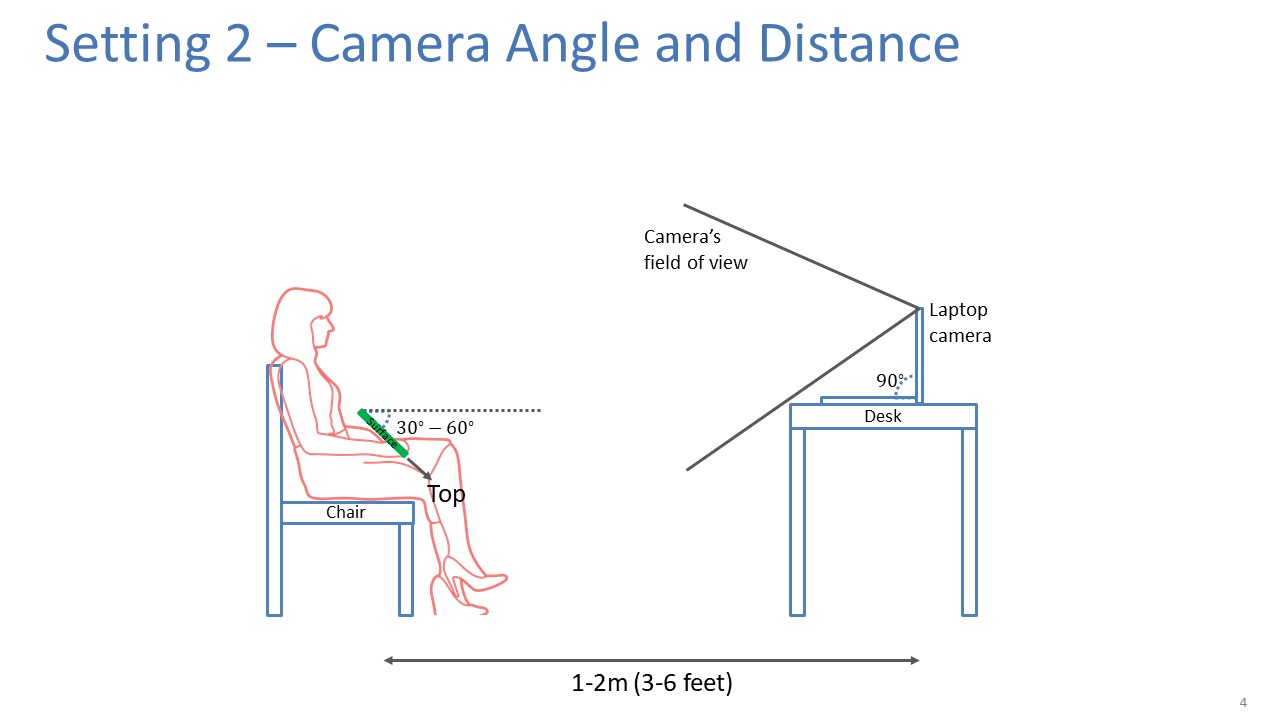 Setting 2 – Camera Angle and Distance
Camera’s
field of view
Laptop
camera
90°
Desk
Surface
30° – 60°
Top
Chair
1-2m (3-6 feet)
4